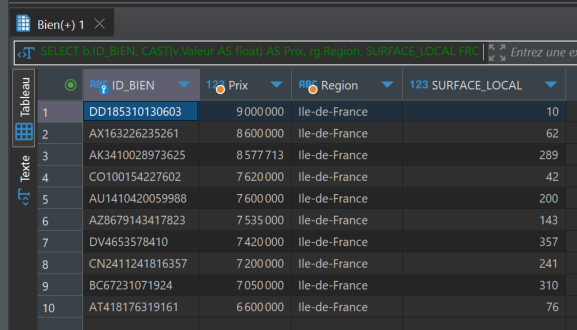 Bien(+) 1
SELECT b.ID_BIEN, CAST(v.Valeur AS float) AS Prix, rg.Region, SURFACE_LOCAL FRC
Entrez une ex
Tableau
Texte
ABC ID_BIEN 123 Prix ABC Region 123 SURFACE_LOCAL
1 DD185310130603 9 000 000 Ile-de-France 10
2 AX163226235261 8 600 000 Ile-de-France 62
3 AK3410028973625 8 577 713 Ile-de-France 289
4 CO100154227602 7 620 000 Ile-de-France 42
5 AU1410420059988 7 600 000 Ile-de-France 200
6 AZ8679143417823 7 535 000 Ile-de-France 143
7 DV4653578410 7 420 000 Ile-de-France 357
8 CN2411241816357 7 200 000 Ile-de-France 241
9 BC67231071924 7 050 000 Ile-de-France 310
10 AT418176319161 6 600 000 Ile-de-France 76